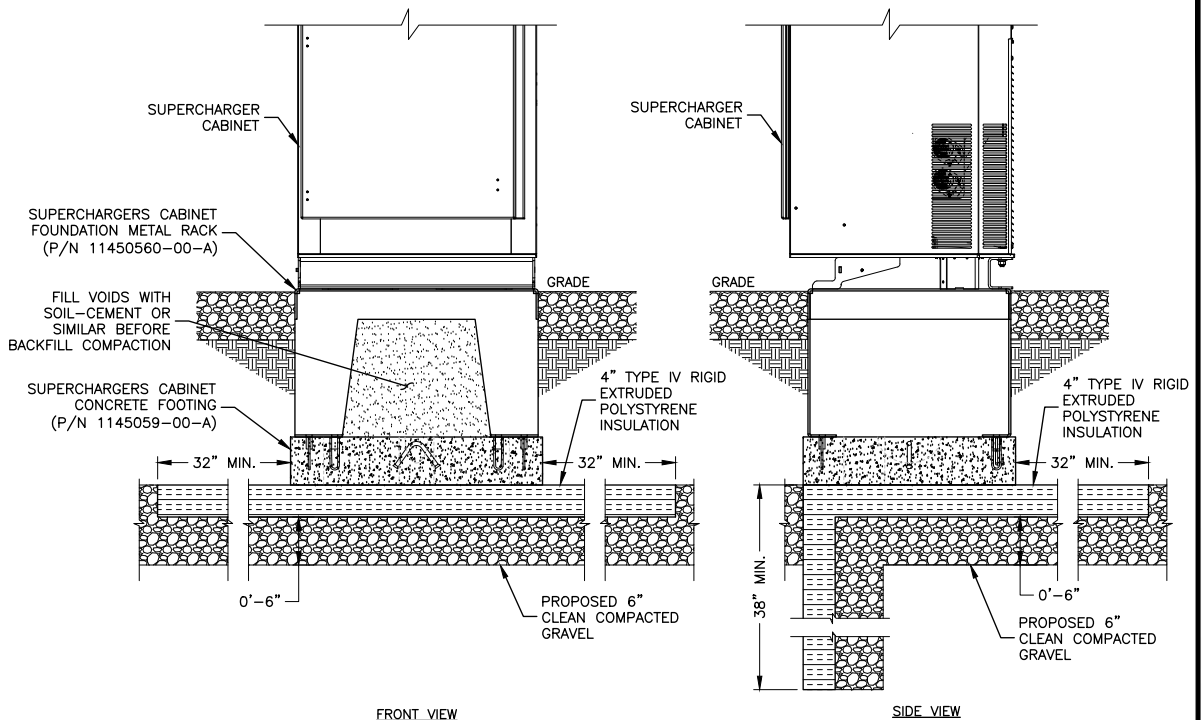 SUPERCHARGER
CABINET
SUPERCHARGERS CABINET
FOUNDATION METAL RACK
(P/N 11450560-00-A)
GRADE
FILL VOIDS WITH
SOIL-CEMENT OR
SIMILAR BEFORE
BACKFILL COMPACTION
SUPERCHARGERS CABINET
CONCRETE FOOTING
(P/N 1145059-00-A)
4" TYPE IV RIGID
EXTRUDED
POLYSTYRENE
INSULATION
32" MIN.
32" MIN.
0'-6"
PROPOSED 6"
CLEAN COMPACTED
GRAVEL
FRONT VIEW
SUPERCHARGER
CABINET
GRADE
4" TYPE IV RIGID
EXTRUDED
POLYSTYRENE
INSULATION
32" MIN.
38" MIN.
0'-6"
PROPOSED 6"
CLEAN COMPACTED
GRAVEL
SIDE VIEW